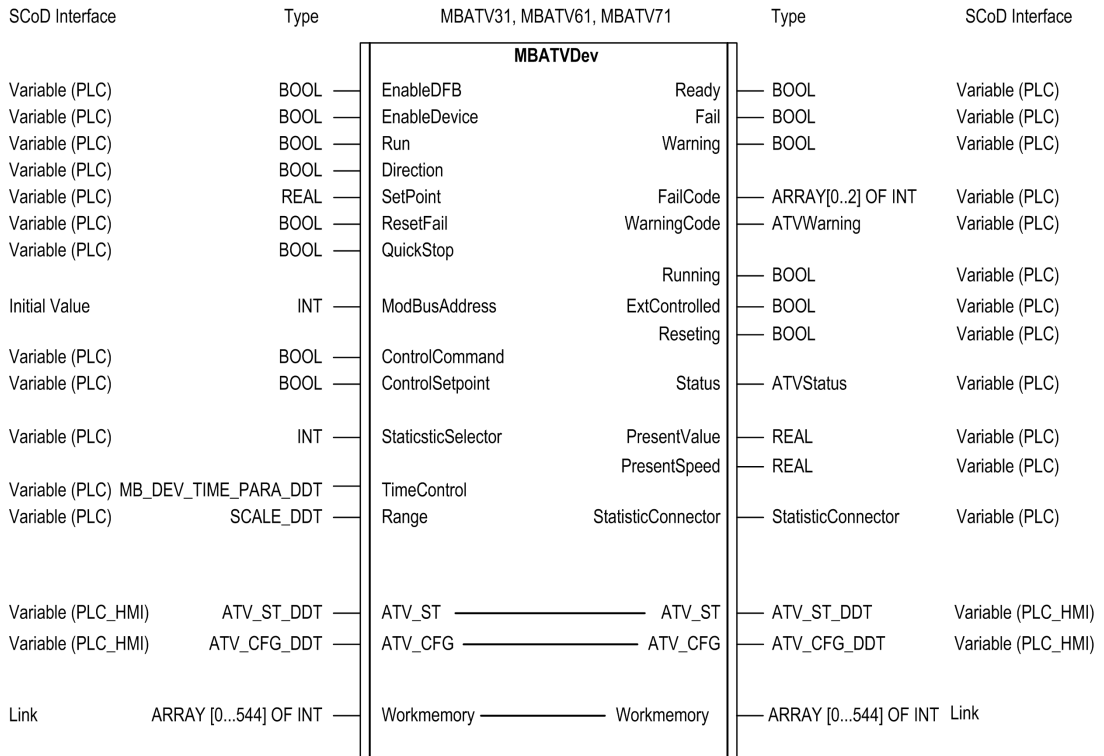 SCoD Interface Type MBATV31, MBATV61, MBATV71 Type SCoD Interface
MBATVDev
Variable (PLC) BOOL EnableDFB Ready BOOL Variable (PLC)
Variable (PLC) BOOL EnableDevice Fail BOOL Variable (PLC)
Variable (PLC) BOOL Run Warning BOOL Variable (PLC)
Variable (PLC) BOOL Direction
Variable (PLC) REAL SetPoint FailCode ARRAY[0..2] OF INT Variable (PLC)
Variable (PLC) BOOL ResetFail WarningCode ATVWarning Variable (PLC)
Variable (PLC) BOOL QuickStop
Running BOOL Variable (PLC)
Initial Value INT ModBusAddress ExtControlled BOOL Variable (PLC)
Reseting BOOL Variable (PLC)
Variable (PLC) BOOL ControlCommand
Variable (PLC) BOOL ControlSetpoint Status ATVStatus Variable (PLC)
Variable (PLC) INT StaticsticSelector PresentValue REAL Variable (PLC)
PresentSpeed REAL Variable (PLC)
Variable (PLC) MB_DEV_TIME_PARA_DDT TimeControl
Variable (PLC) SCALE_DDT Range StatisticConnector StatisticConnector Variable (PLC)
Variable (PLC_HMI) ATV_ST_DDT ATV_ST ATV_ST ATV_ST_DDT Variable (PLC_HMI)
Variable (PLC_HMI) ATV_CFG_DDT ATV_CFG ATV_CFG ATV_CFG_DDT Variable (PLC_HMI)
Link ARRAY [0...544] OF INT Workmemory Workmemory ARRAY [0...544] OF INT Link